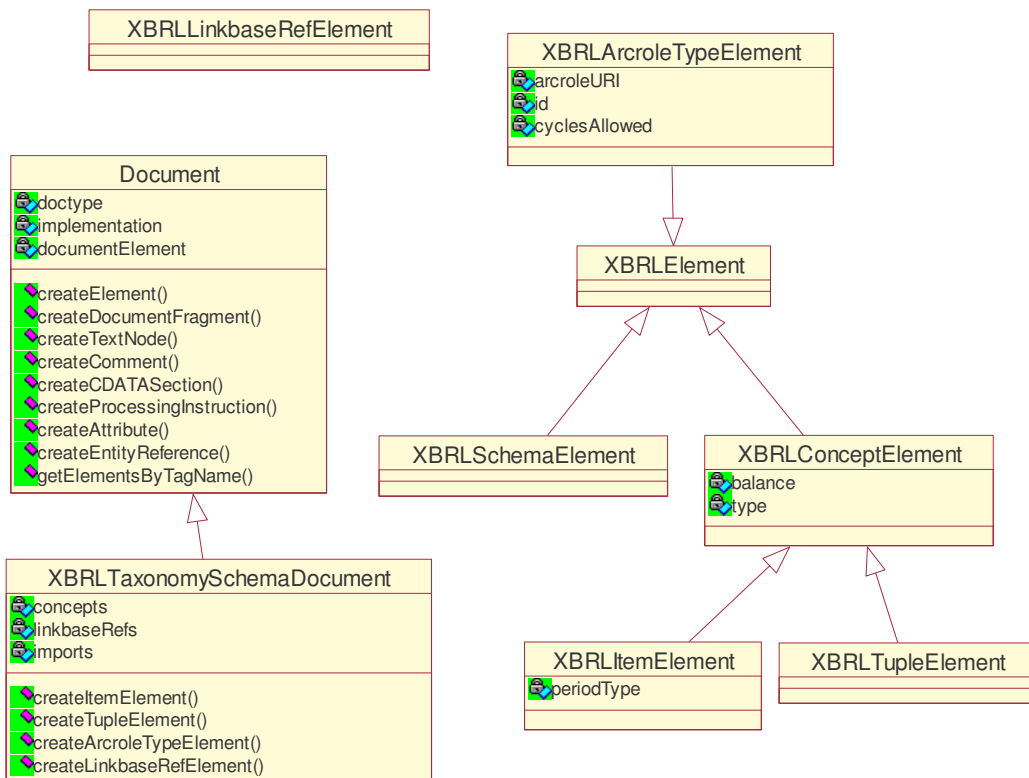 XBRLLinkbaseRefElement
XBRLArcroleTypeElement
arcroleURI
id
cyclesAllowed
Document
doctype
implementation
documentElement
createElement()
createDocumentFragment()
createTextNode()
createComment()
createCDATASection()
createProcessingInstruction()
createAttribute()
createEntityReference()
getElementsByTagName()
XBRLElement
XBRLSchemaElement
XBRLConceptElement
balance
type
XBRLTaxonomySchemaDocument
concepts
linkbaseRefs
imports
createItemElement()
createTupleElement()
createArcroleTypeElement()
createLinkbaseRefElement()
XBRLItemElement
periodType
XBRLTupleElement